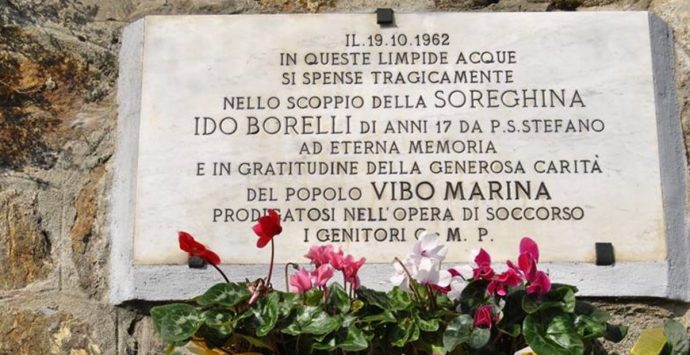 IL 19.10.1962
IN QUESTE LIMPIDE ACQUE
SI SPENSE TRAGICAMENTE
NELLO SCOPPIO DELLA SOREGHINA
IDO BORELLI DI ANNI 17 DA P.S.STEFANO
AD ETERNA MEMORIA
E IN GRATITUDINE DELLA GENEROSA CARITÀ
DEL POPOLO VIBO MARINA
PRODIGATOSI NELL'OPERA DI SOCCORSO
I GENITORI M. P.